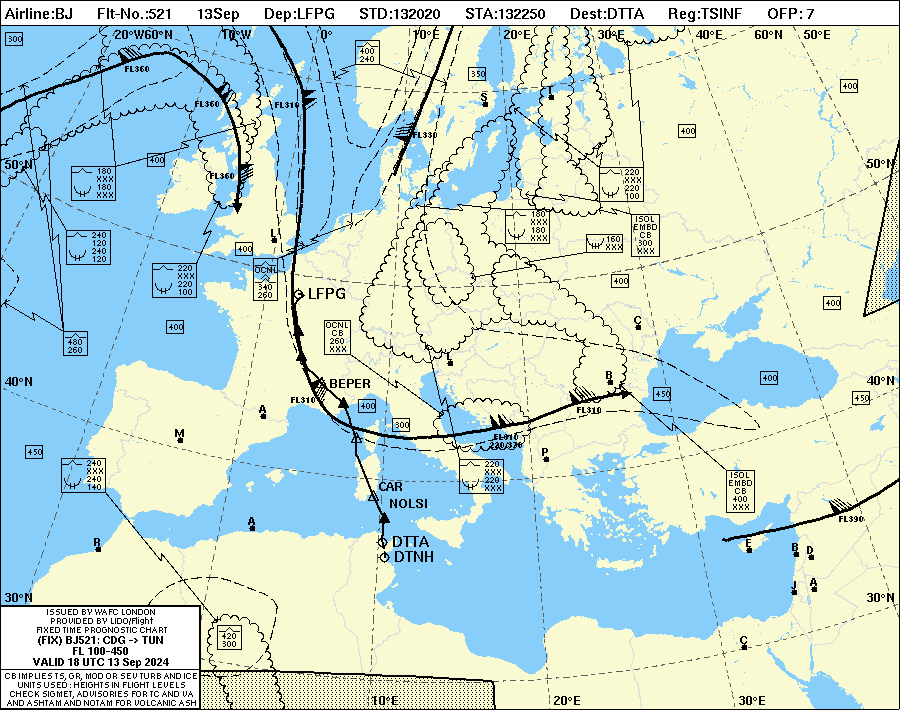 Airline:BJ Flt-No.:521 13Sep Dep:LFPG STD:132020 STA:132250 Dest:DTTA Reg:TSINF OFP: 7
20°W60°N 10°W 0° 10°E 20°E 30°E 40°E 60°N 50°E
300
400
240
350
400
400
FL360
FL360
FL310
FL330
S
T
50°N
400
50°N
FL360
180
XXX
180
XXX
220
XXX
220
100
180
XXX
180
XXX
ISOL
EMBD
CB
300
XXX
160
XXX
240
120
240
120
L
400
OCNL
340
260
220
XXX
220
100
400
LFPG
400
400
480
260
OCNL
CB
260
XXX
C
L
40°N
BEPER
B
400
40°N
FL310
400
A
300
FL310
450
450
M
FL310
220/370
450
P
240
XXX
240
140
220
XXX
220
XXX
ISOL
EMBD
CB
400
XXX
CAR
NOLSI
A
FL390
B
DTTA
DTNH
E
B
D
J
A
30°N
30°N
420
300
C
ISSUED BY WAFC LONDON
PROVIDED BY LIDO/Flight
FIXED TIME PROGNOSTIC CHART
(FIX) BJ521: CDG -> TUN
FL 100-450
VALID 18 UTC 13 Sep 2024
CB IMPLIES TS, GR, MOD OR SEV TURB AND ICE
UNITS USED : HEIGHTS IN FLIGHT LEVELS
CHECK SIGMET, ADVISORIES FOR TC AND VA
AND ASHTAM AND NOTAM FOR VOLCANIC ASH
10°E 20°E 30°E